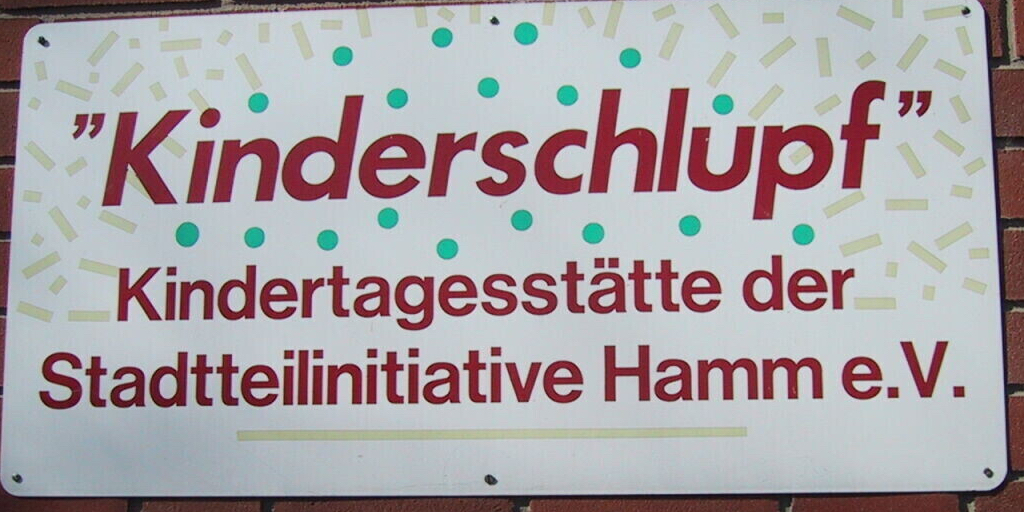 "Kinderschlupf"
Kindertagesstätte der
Stadtteilinitiative Hamm e.V.